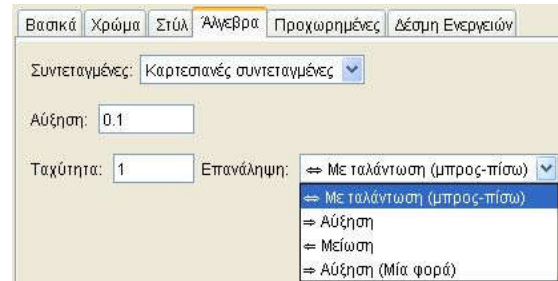 Βασικά Χρώμα Στύλ Άλγεβρα Προχωρημένες Δέσμη Ενεργειών
Συντεταγμένες: Καρτεσιανές συντεταγμένες
Αύξηση: 0.1
Ταχύτητα: 1 Επανάληψη: ⇔ Με ταλάντωση (μπρος-πίσω)
⇔ Με ταλάντωση (μπρος-πίσω)
⇒ Αύξηση
⇐ Μείωση
⇒ Αύξηση (Μία φορά)